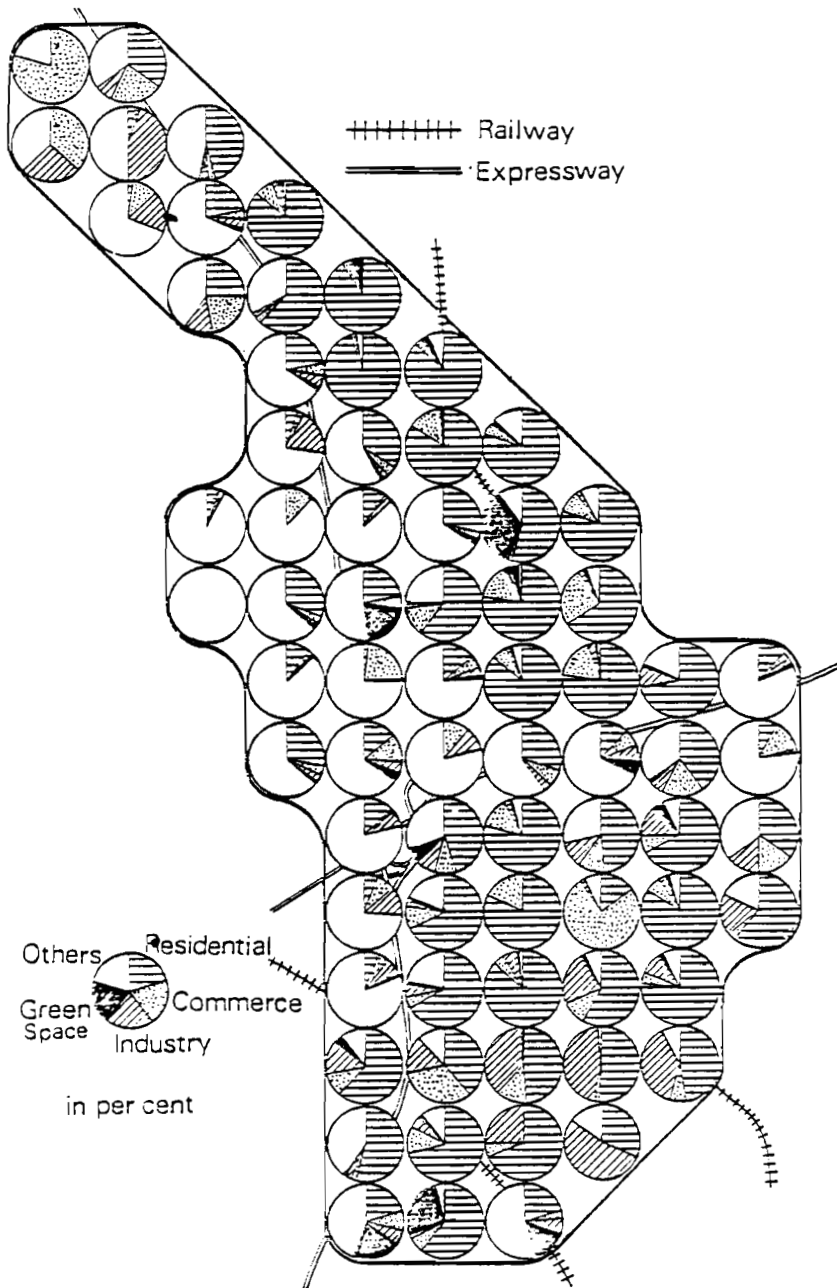 Railway
Expressway
Others
Residential
Green Space
Commerce
Industry
in per cent